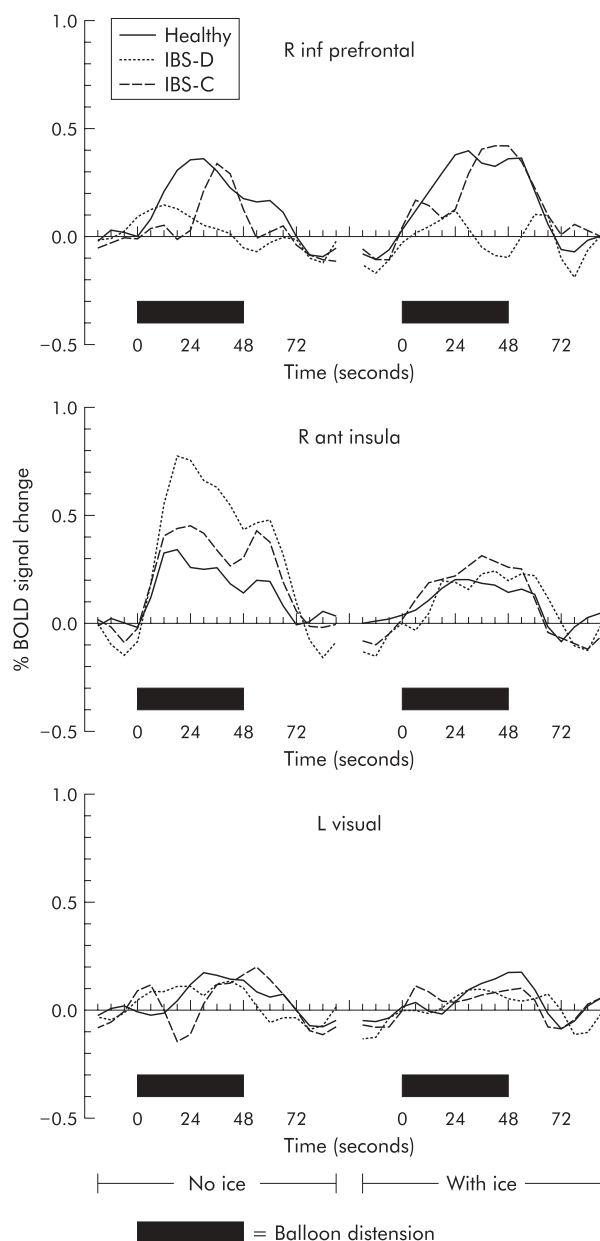 1.0
Healthy
IBS-D
IBS-C
R inf prefrontal
0.5
0.0
−0.5
0 24 48 72 0 24 48 72
Time (seconds)
% BOLD signal change
1.0
R ant insula
0.5
0.0
−0.5
0 24 48 72 0 24 48 72
Time (seconds)
1.0
L visual
0.5
0.0
−0.5
0 24 48 72 0 24 48 72
Time (seconds)
No ice With ice
= Balloon distension